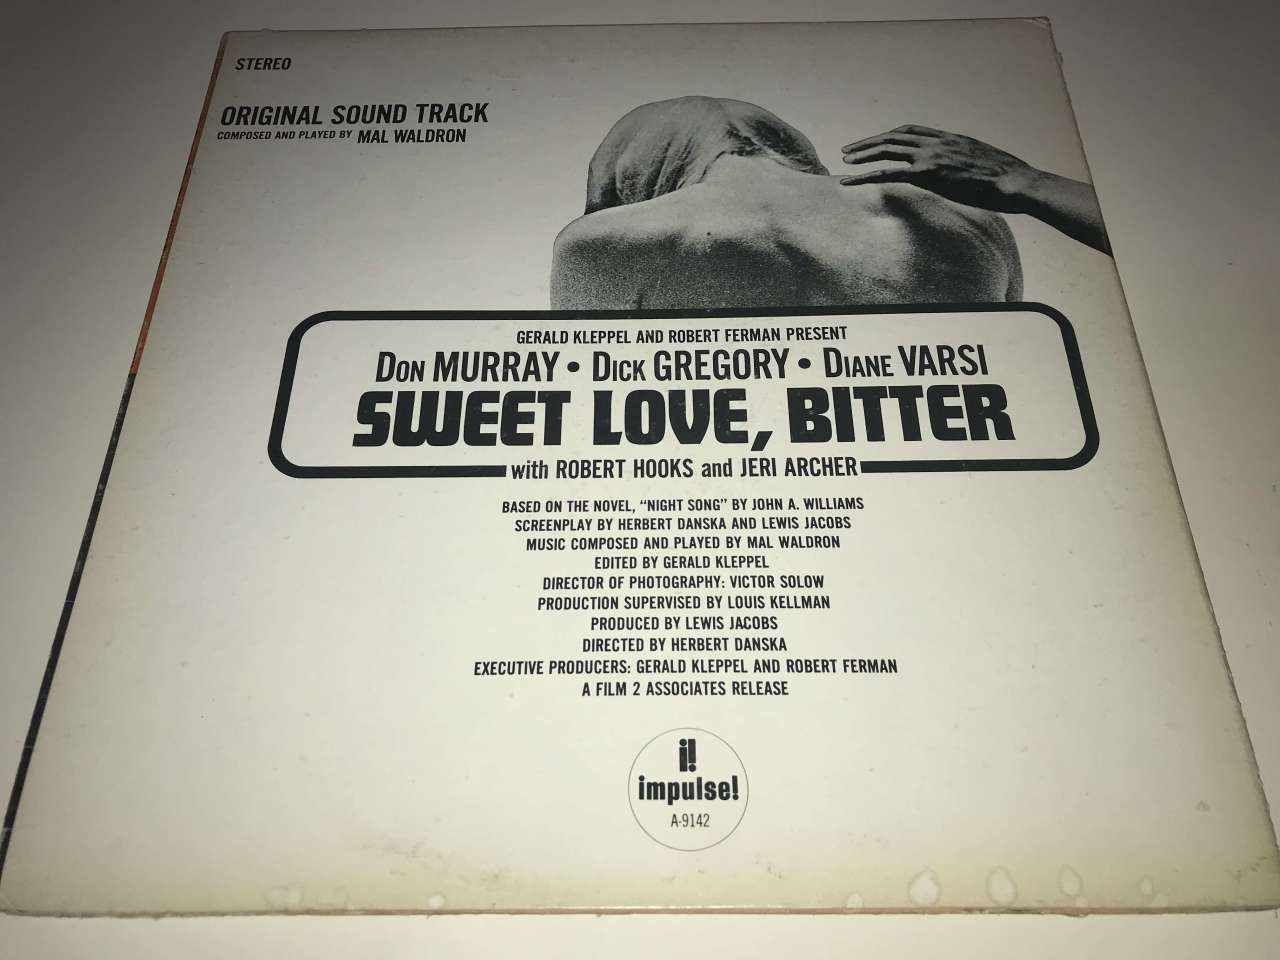 STEREO
ORIGINAL SOUND TRACK
COMPOSED AND PLAYED BY MAL WALDRON
GERALD KLEPPEL AND ROBERT FERMAN PRESENT
DON MURRAY • DICK GREGORY • DIANE VARSI
SWEET LOVE, BITTER
with ROBERT HOOKS and JERI ARCHER
BASED ON THE NOVEL, “NIGHT SONG” BY JOHN A. WILLIAMS
SCREENPLAY BY HERBERT DANSKA AND LEWIS JACOBS
MUSIC COMPOSED AND PLAYED BY MAL WALDRON
EDITED BY GERALD KLEPPEL
DIRECTOR OF PHOTOGRAPHY: VICTOR SOLOW
PRODUCTION SUPERVISED BY LOUIS KELLMAN
PRODUCED BY LEWIS JACOBS
DIRECTED BY HERBERT DANSKA
EXECUTIVE PRODUCERS: GERALD KLEPPEL AND ROBERT FERMAN
A FILM 2 ASSOCIATES RELEASE
i!
impulse!
A-9142